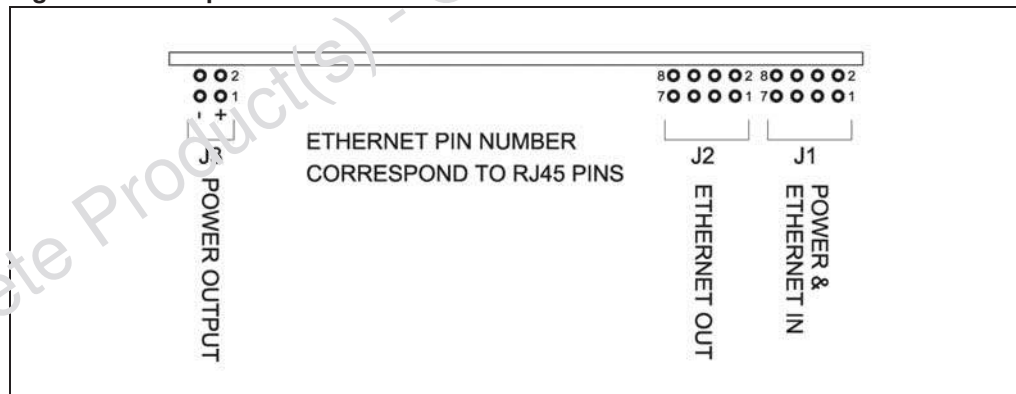 2 8 2 8 2
1 7 1 7 1
- +
ETHERNET PIN NUMBER
CORRESPOND TO RJ45 PINS
J3
POWER OUTPUT
J2
ETHERNET OUT
J1
POWER &
ETHERNET IN
Product(s) -